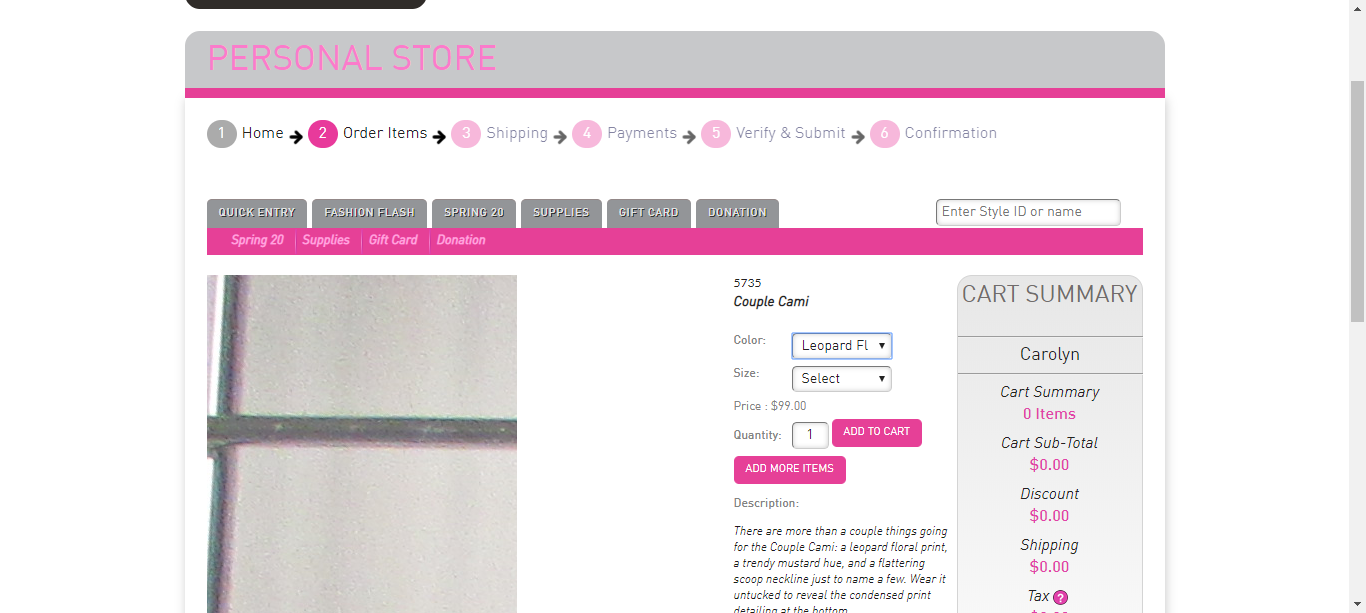 PERSONAL STORE
1 Home 2 Order Items 3 Shipping 4 Payments 5 Verify & Submit 6 Confirmation
QUICK ENTRY FASHION FLASH SPRING 20 SUPPLIES GIFT CARD DONATION
Enter Style ID or name
Spring 20 Supplies Gift Card Donation
5735
Couple Cami
Color: Leopard Fl
Size: Select
Price : $99.00
Quantity: 1 ADD TO CART
ADD MORE ITEMS
Description:
There are more than a couple things going
for the Couple Cami: a leopard floral print,
a trendy mustard hue, and a flattering
scoop neckline just to name a few. Wear it
untucked to reveal the condensed print
detailing at the bottom.
CART SUMMARY
Carolyn
Cart Summary
0 Items
Cart Sub-Total
$0.00
Discount
$0.00
Shipping
$0.00
Tax ?